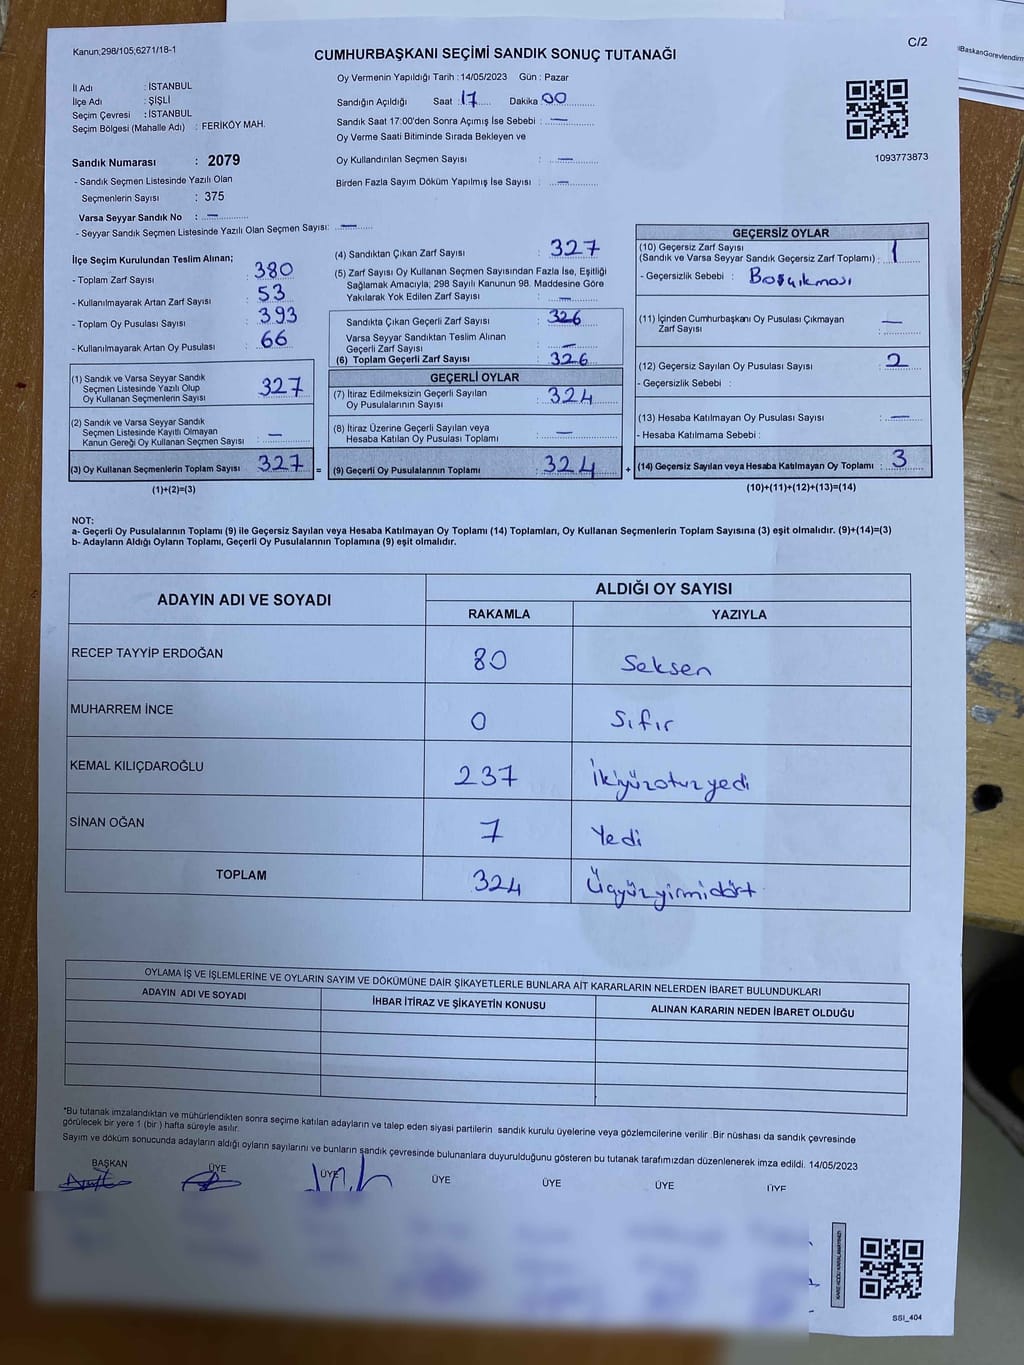 Kanun;298/105,6271/18-1
C/2
CUMHURBAŞKANI SEÇİMİ SANDIK SONUÇ TUTANAĞI
Oy Vermenin Yapıldığı Tarih : 14/05/2023 Gün : Pazar
İl Adı : İSTANBUL
İlçe Adı : ŞİŞLİ
Seçim Çevresi : İSTANBUL
Seçim Bölgesi (Mahalle Adı) : FERİKÖY MAH.
Sandığın Açıldığı Saat : 17 Dakika 00
Sandık Saat 17:00'den Sonra Açımış İse Sebebi : —
Oy Verme Saati Bitiminde Sırada Bekleyen ve
Oy Kullandırılan Seçmen Sayısı : —
Birden Fazla Sayım Döküm Yapılmış İse Sayısı : —
1093773873
Sandık Numarası : 2079
- Sandık Seçmen Listesinde Yazılı Olan
Seçmenlerin Sayısı : 375
Varsa Seyyar Sandık No : —
- Seyyar Sandık Seçmen Listesinde Yazılı Olan Seçmen Sayısı: —
İlçe Seçim Kurulundan Teslim Alınan;
- Toplam Zarf Sayısı : 380
- Kullanılmayarak Artan Zarf Sayısı : 53
- Toplam Oy Pusulası Sayısı : 393
- Kullanılmayarak Artan Oy Pusulası : 66
(1) Sandık ve Varsa Seyyar Sandık
Seçmen Listesinde Yazılı Olup
Oy Kullanan Seçmenlerin Sayısı : 327
(2) Sandık ve Varsa Seyyar Sandık
Seçmen Listesinde Kayıtlı Olmayan
Kanun Gereği Oy Kullanan Seçmen Sayısı : —
(3) Oy Kullanan Seçmenlerin Toplam Sayısı : 327 =
(1)+(2)=(3)
(4) Sandıktan Çıkan Zarf Sayısı : 327
(5) Zarf Sayısı Oy Kullanan Seçmen Sayısından Fazla İse, Eşitliği
Sağlamak Amacıyla; 298 Sayılı Kanunun 98. Maddesine Göre
Yakılarak Yok Edilen Zarf Sayısı : —
Sandıkta Çıkan Geçerli Zarf Sayısı : 326
Varsa Seyyar Sandıktan Teslim Alınan
Geçerli Zarf Sayısı : —
(6) Toplam Geçerli Zarf Sayısı : 326
GEÇERLİ OYLAR
(7) İtiraz Edilmeksizin Geçerli Sayılan
Oy Pusulalarının Sayısı : 324
(8) İtiraz Üzerine Geçerli Sayılan veya
Hesaba Katılan Oy Pusulası Toplamı : —
(9) Geçerli Oy Pusulalarının Toplamı : 324 +
GEÇERSİZ OYLAR
(10) Geçersiz Zarf Sayısı
(Sandık ve Varsa Seyyar Sandık Geçersiz Zarf Toplamı) : 1
- Geçersizlik Sebebi : Boşçıkması
(11) İçinden Cumhurbaşkanı Oy Pusulası Çıkmayan
Zarf Sayısı : —
(12) Geçersiz Sayılan Oy Pusulası Sayısı : 2
- Geçersizlik Sebebi :
(13) Hesaba Katılmayan Oy Pusulası Sayısı : —
- Hesaba Katılmama Sebebi :
(14) Geçersiz Sayılan veya Hesaba Katılmayan Oy Toplamı : 3
(10)+(11)+(12)+(13)=(14)
NOT:
a- Geçerli Oy Pusulalarının Toplamı (9) ile Geçersiz Sayılan veya Hesaba Katılmayan Oy Toplamı (14) Toplamları, Oy Kullanan Seçmenlerin Toplam Sayısına (3) eşit olmalıdır. (9)+(14)=(3)
b- Adayların Aldığı Oyların Toplamı, Geçerli Oy Pusulalarının Toplamına (9) eşit olmalıdır.
ADAYIN ADI VE SOYADI
ALDIĞI OY SAYISI
RAKAMLA YAZIYLA
RECEP TAYYİP ERDOĞAN 80 Seksen
MUHARREM İNCE 0 Sıfır
KEMAL KILIÇDAROĞLU 237 İkiyüzotuzyedi
SİNAN OĞAN 7 Yedi
TOPLAM 324 Üçyüzyirmidört
OYLAMA İŞ VE İŞLEMLERİNE VE OYLARIN SAYIM VE DÖKÜMÜNE DAİR ŞİKAYETLERLE BUNLARA AİT KARARLARIN NELERDEN İBARET BULUNDUKLARI
ADAYIN ADI VE SOYADI İHBAR İTİRAZ VE ŞİKAYETİN KONUSU ALINAN KARARIN NEDEN İBARET OLDUĞU
*Bu tutanak imzalandıktan ve mühürlendikten sonra seçime katılan adayların ve talep eden siyasi partilerin sandık kurulu üyelerine veya gözlemcilerine verilir. Bir nüshası da sandık çevresinde
görülecek bir yere 1 (bir ) hafta süreyle asılır.
Sayım ve döküm sonucunda adayların aldığı oyların sayılarını ve bunların sandık çevresinde bulunanlara duyurulduğunu gösteren bu tutanak tarafımızdan düzenlenerek imza edildi. 14/05/2023
BAŞKAN ÜYE ÜYE ÜYE ÜYE ÜYE ÜYE
SSI_404